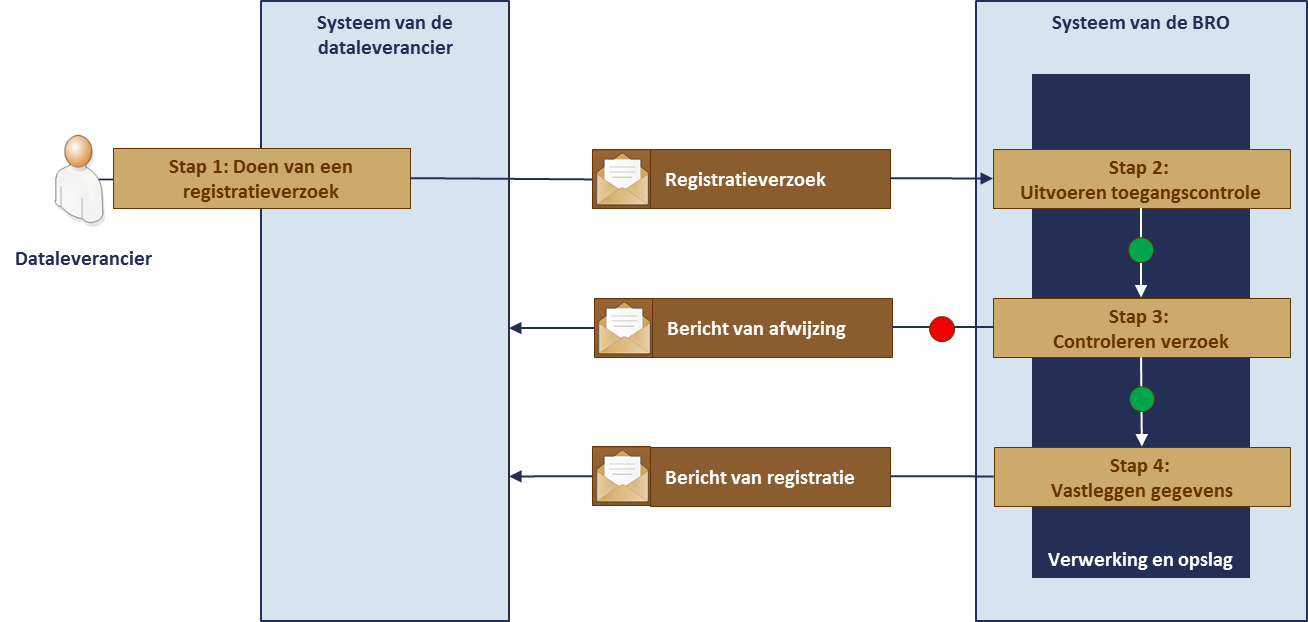 Systeem van de
dataleverancier
Systeem van de BRO
Stap 1: Doen van een
registratieverzoek
Registratieverzoek
Stap 2:
Uitvoeren toegangscontrole
Dataleverancier
Bericht van afwijzing
Stap 3:
Controleren verzoek
Bericht van registratie
Stap 4:
Vastleggen gegevens
Verwerking en opslag